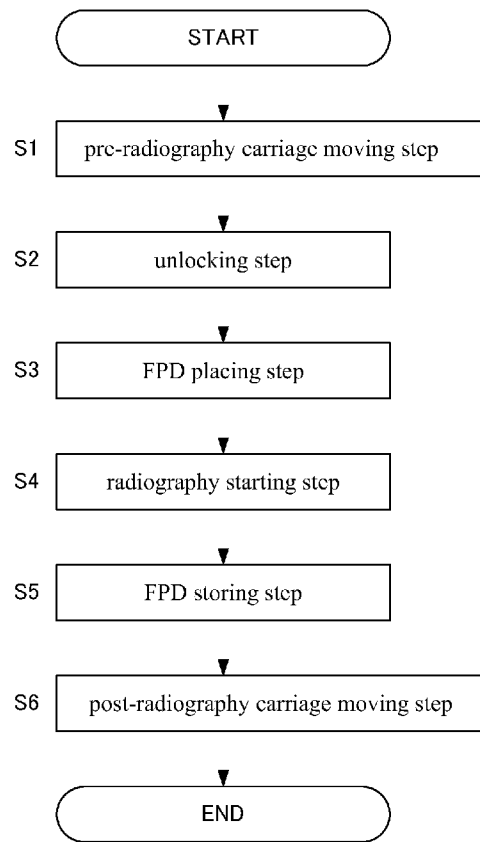 START
S1 pre-radiography carriage moving step
S2 unlocking step
S3 FPD placing step
S4 radiography starting step
S5 FPD storing step
S6 post-radiography carriage moving step
END